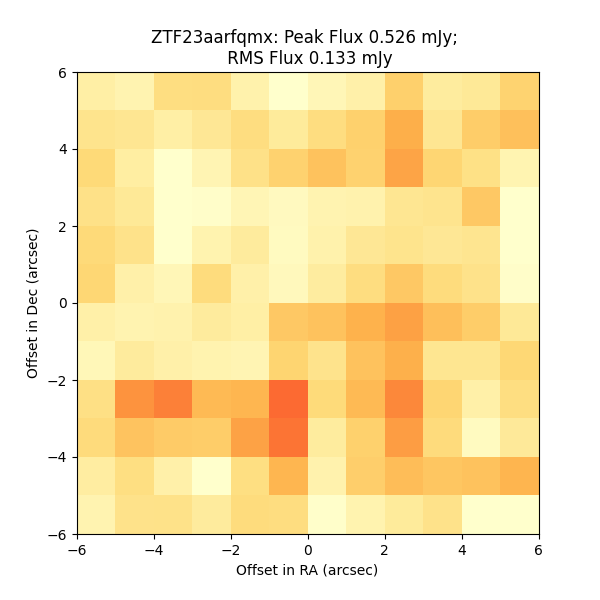 ZTF23aarfqmx: Peak Flux 0.526 mJy;
RMS Flux 0.133 mJy
6
4
2
0
−2
−4
−6
Offset in Dec (arcsec)
−6 −4 −2 0 2 4 6
Offset in RA (arcsec)